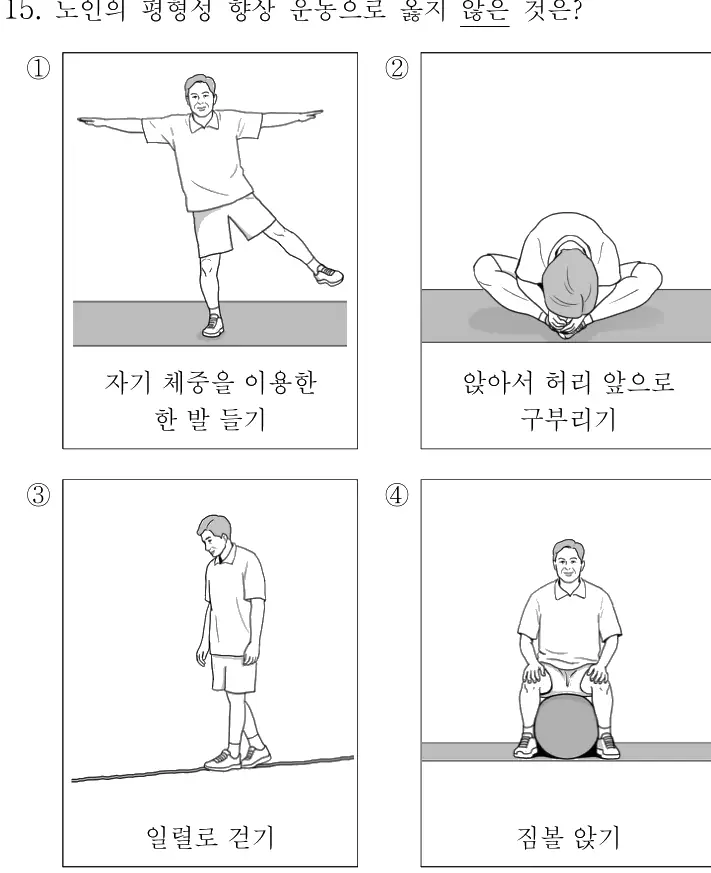 15. 노인의 평형성 향상 운동으로 옳지 않은 것은?
①
자기 체중을 이용한
한 발 들기
②
앉아서 허리 앞으로
구부리기
③
일렬로 걷기
④
짐볼 앉기